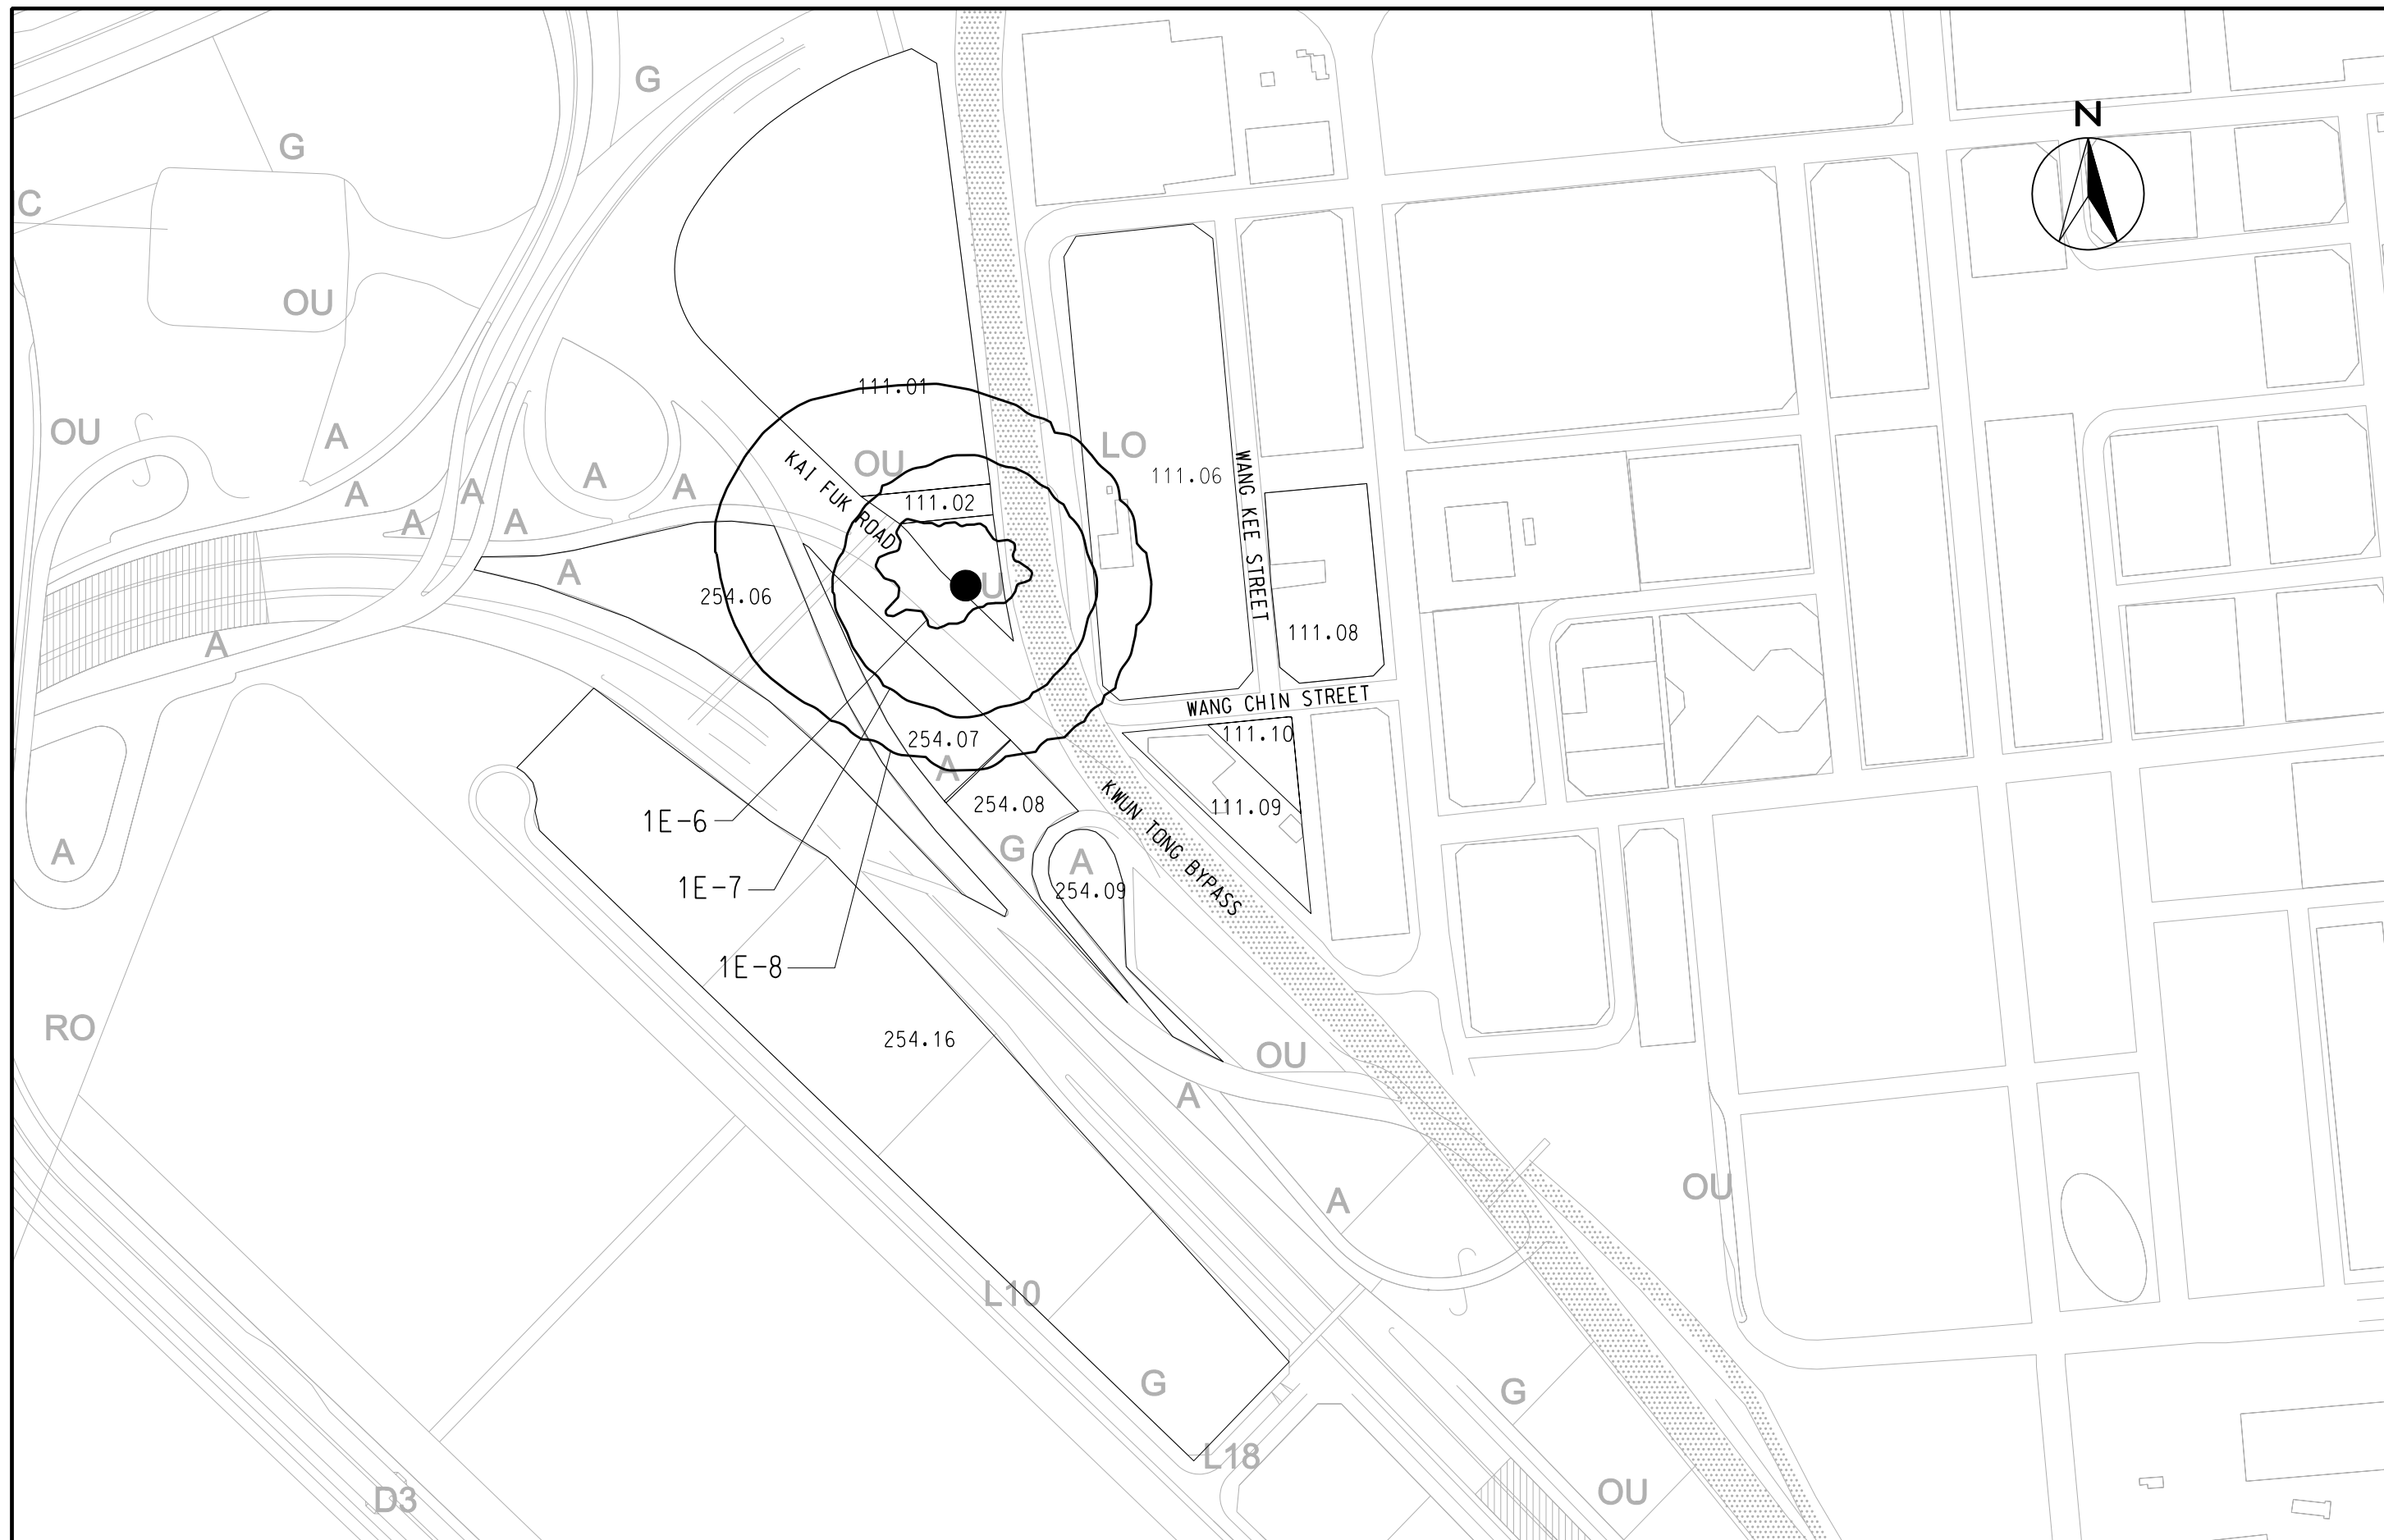 G
N
G
C
OU
111.01
OU
A
LO
OU
KAI FUK ROAD
A
A
111.06
WANG KEE STREET
A
A
111.02
A
A
A
U
254.06
111.08
A
WANG CHIN STREET
111.10
254.07
A
254.08
111.09
KWUN TONG BYPASS
1E-6
G
A
A
1E-7
254.09
1E-8
RO
254.16
OU
A
OU
A
L10
G
G
L18
D3
OU